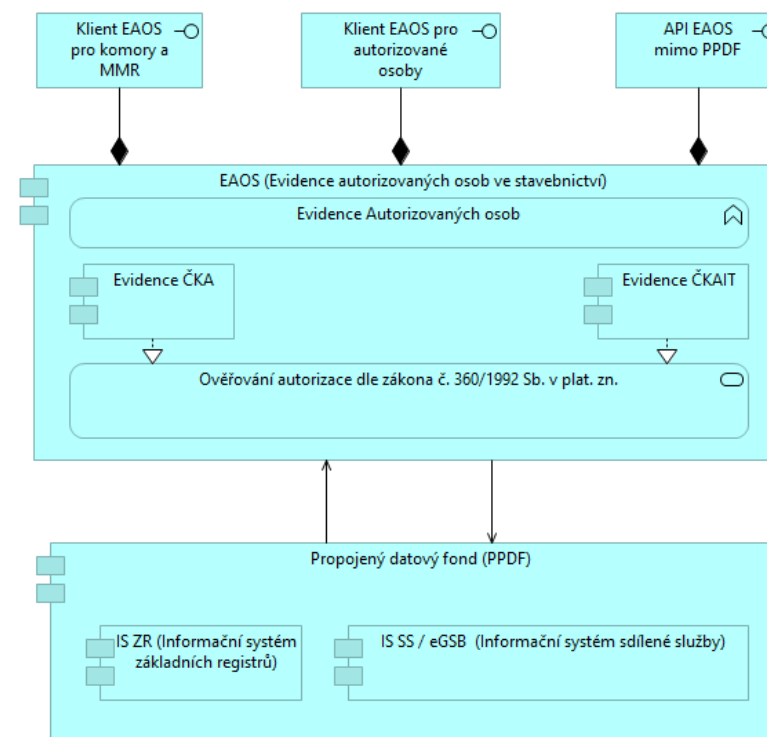 Klient EAOS
pro komory a
MMR
Klient EAOS pro
autorizované
osoby
API EAOS
mimo PPDF
EAOS (Evidence autorizovaných osob ve stavebnictví)
Evidence Autorizovaných osob
Evidence ČKA
Evidence ČKAIT
Ověřování autorizace dle zákona č. 360/1992 Sb. v plat. zn.
Propojený datový fond (PPDF)
IS ZR (Informační systém
základních registrů)
IS SS / eGSB  (Informační systém sdílené služby)